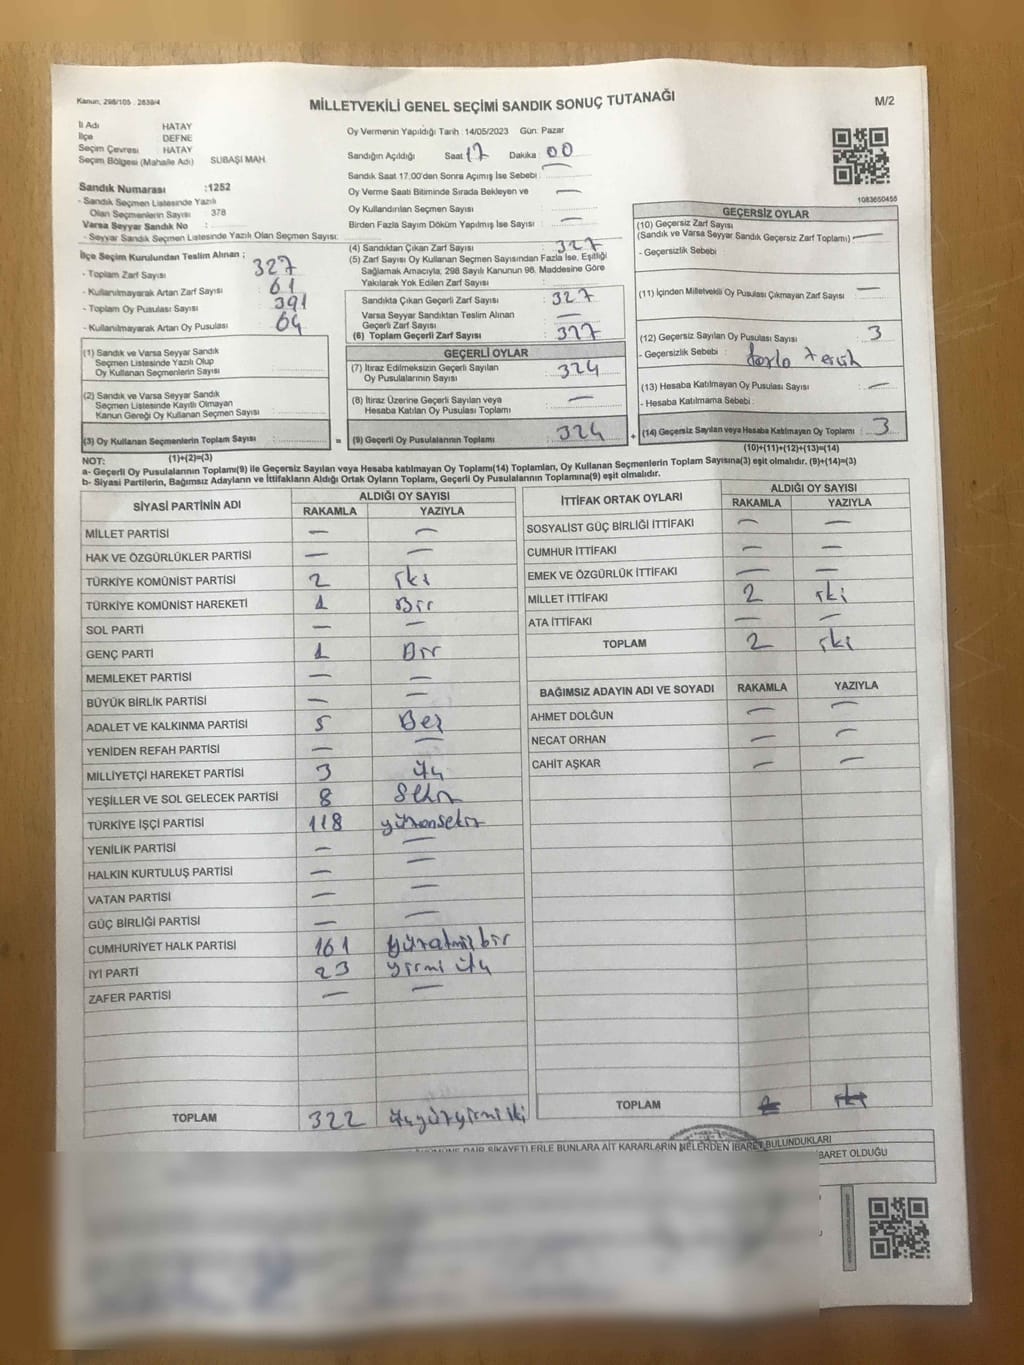 Kanun, 298/105 . 2839/4
MİLLETVEKİLİ GENEL SEÇİMİ SANDIK SONUÇ TUTANAĞI
M/2
İl Adı HATAY
İlçe DEFNE
Seçim Çevresi HATAY
Seçim Bölgesi (Mahalle Adı) SUBAŞI MAH.
Sandık Numarası :1252
- Sandık Seçmen Listesinde Yazılı
Olan Seçmenlerin Sayısı 378
Varsa Seyyar Sandık No :
- Seyyar Sandık Seçmen Listesinde Yazılı Olan Seçmen Sayısı:
İlçe Seçim Kurulundan Teslim Alınan ;
- Toplam Zarf Sayısı 327
- Kullanılmayarak Artan Zarf Sayısı : 61
- Toplam Oy Pusulası Sayısı : 391
- Kullanılmayarak Artan Oy Pusulası : 64
(1) Sandık ve Varsa Seyyar Sandık
Seçmen Listesinde Yazılı Olup
Oy Kullanan Seçmenlerin Sayısı
(2) Sandık ve Varsa Seyyar Sandık
Seçmen Listesinde Kayıtlı Olmayan
Kanun Gereği Oy Kullanan Seçmen Sayısı :
(3) Oy Kullanan Seçmenlerin Toplam Sayısı :
(1)+(2)=(3)
Oy Vermenin Yapıldığı Tarih : 14/05/2023 Gün: Pazar
Sandığın Açıldığı Saat 17 Dakika: 00
Sandık Saat 17.00'den Sonra Açımış İse Sebebi : —
Oy Verme Saati Bitiminde Sırada Bekleyen ve —
Oy Kullandırılan Seçmen Sayısı :
Birden Fazla Sayım Döküm Yapılmış İse Sayısı : —
(4) Sandıktan Çıkan Zarf Sayısı : 327
(5) Zarf Sayısı Oy Kullanan Seçmen Sayısından Fazla İse, Eşitliği
Sağlamak Amacıyla; 298 Sayılı Kanunun 98. Maddesine Göre
Yakılarak Yok Edilen Zarf Sayısı :
Sandıkta Çıkan Geçerli Zarf Sayısı : 327
Varsa Seyyar Sandıktan Teslim Alınan
Geçerli Zarf Sayısı : —
(6) Toplam Geçerli Zarf Sayısı : 327
GEÇERLİ OYLAR
(7) İtiraz Edilmeksizin Geçerli Sayılan
Oy Pusulalarının Sayısı : 324
(8) İtiraz Üzerine Geçerli Sayılan veya
Hesaba Katılan Oy Pusulası Toplamı : —
= (9) Geçerli Oy Pusulalarının Toplamı : 324 +
1083650455
GEÇERSİZ OYLAR
(10) Geçersiz Zarf Sayısı
(Sandık ve Varsa Seyyar Sandık Geçersiz Zarf Toplamı) : —
- Geçersizlik Sebebi :
(11) İçinden Milletvekili Oy Pusulası Çıkmayan Zarf Sayısı : —
(12) Geçersiz Sayılan Oy Pusulası Sayısı : 3
- Geçersizlik Sebebi : fazla tercih
(13) Hesaba Katılmayan Oy Pusulası Sayısı : —
- Hesaba Katılmama Sebebi :
(14) Geçersiz Sayılan veya Hesaba Katılmayan Oy Toplamı : 3
(10)+(11)+(12)+(13)=(14)
NOT:
a- Geçerli Oy Pusulalarının Toplamı(9) ile Geçersiz Sayılan veya Hesaba katılmayan Oy Toplamı(14) Toplamları, Oy Kullanan Seçmenlerin Toplam Sayısına(3) eşit olmalıdır. (9)+(14)=(3)
b- Siyasi Partilerin, Bağımsız Adayların ve İttifakların Aldığı Ortak Oyların Toplamı, Geçerli Oy Pusulalarının Toplamına(9) eşit olmalıdır.
SİYASİ PARTİNİN ADI ALDIĞI OY SAYISI
RAKAMLA YAZIYLA
MİLLET PARTİSİ — —
HAK VE ÖZGÜRLÜKLER PARTİSİ — —
TÜRKİYE KOMÜNİST PARTİSİ 2 iki
TÜRKİYE KOMÜNİST HAREKETİ 1 Bir
SOL PARTİ — —
GENÇ PARTİ 1 Bir
MEMLEKET PARTİSİ — —
BÜYÜK BİRLİK PARTİSİ — —
ADALET VE KALKINMA PARTİSİ 5 Beş
YENİDEN REFAH PARTİSİ — —
MİLLİYETÇİ HAREKET PARTİSİ 3 üç
YEŞİLLER VE SOL GELECEK PARTİSİ 8 Sekiz
TÜRKİYE İŞÇİ PARTİSİ 118 yüzonsekiz
YENİLİK PARTİSİ — —
HALKIN KURTULUŞ PARTİSİ — —
VATAN PARTİSİ — —
GÜÇ BİRLİĞİ PARTİSİ — —
CUMHURİYET HALK PARTİSİ 161 yüzatmışbir
İYİ PARTİ 23 yirmi üç
ZAFER PARTİSİ — —
TOPLAM 322 üçyüzyirmi iki
İTTİFAK ORTAK OYLARI ALDIĞI OY SAYISI
RAKAMLA YAZIYLA
SOSYALİST GÜÇ BİRLİĞİ İTTİFAKI — —
CUMHUR İTTİFAKI — —
EMEK VE ÖZGÜRLÜK İTTİFAKI — —
MİLLET İTTİFAKI 2 iki
ATA İTTİFAKI — —
TOPLAM 2 iki
BAĞIMSIZ ADAYIN ADI VE SOYADI RAKAMLA YAZIYLA
AHMET DOLĞUN — —
NECAT ORHAN — —
CAHİT AŞKAR — —
TOPLAM 2 iki
DAİR ŞİKAYETLERLE BUNLARA AİT KARARLARIN NELERDEN İBARET BULUNDUKLARI
İBARET OLDUĞU